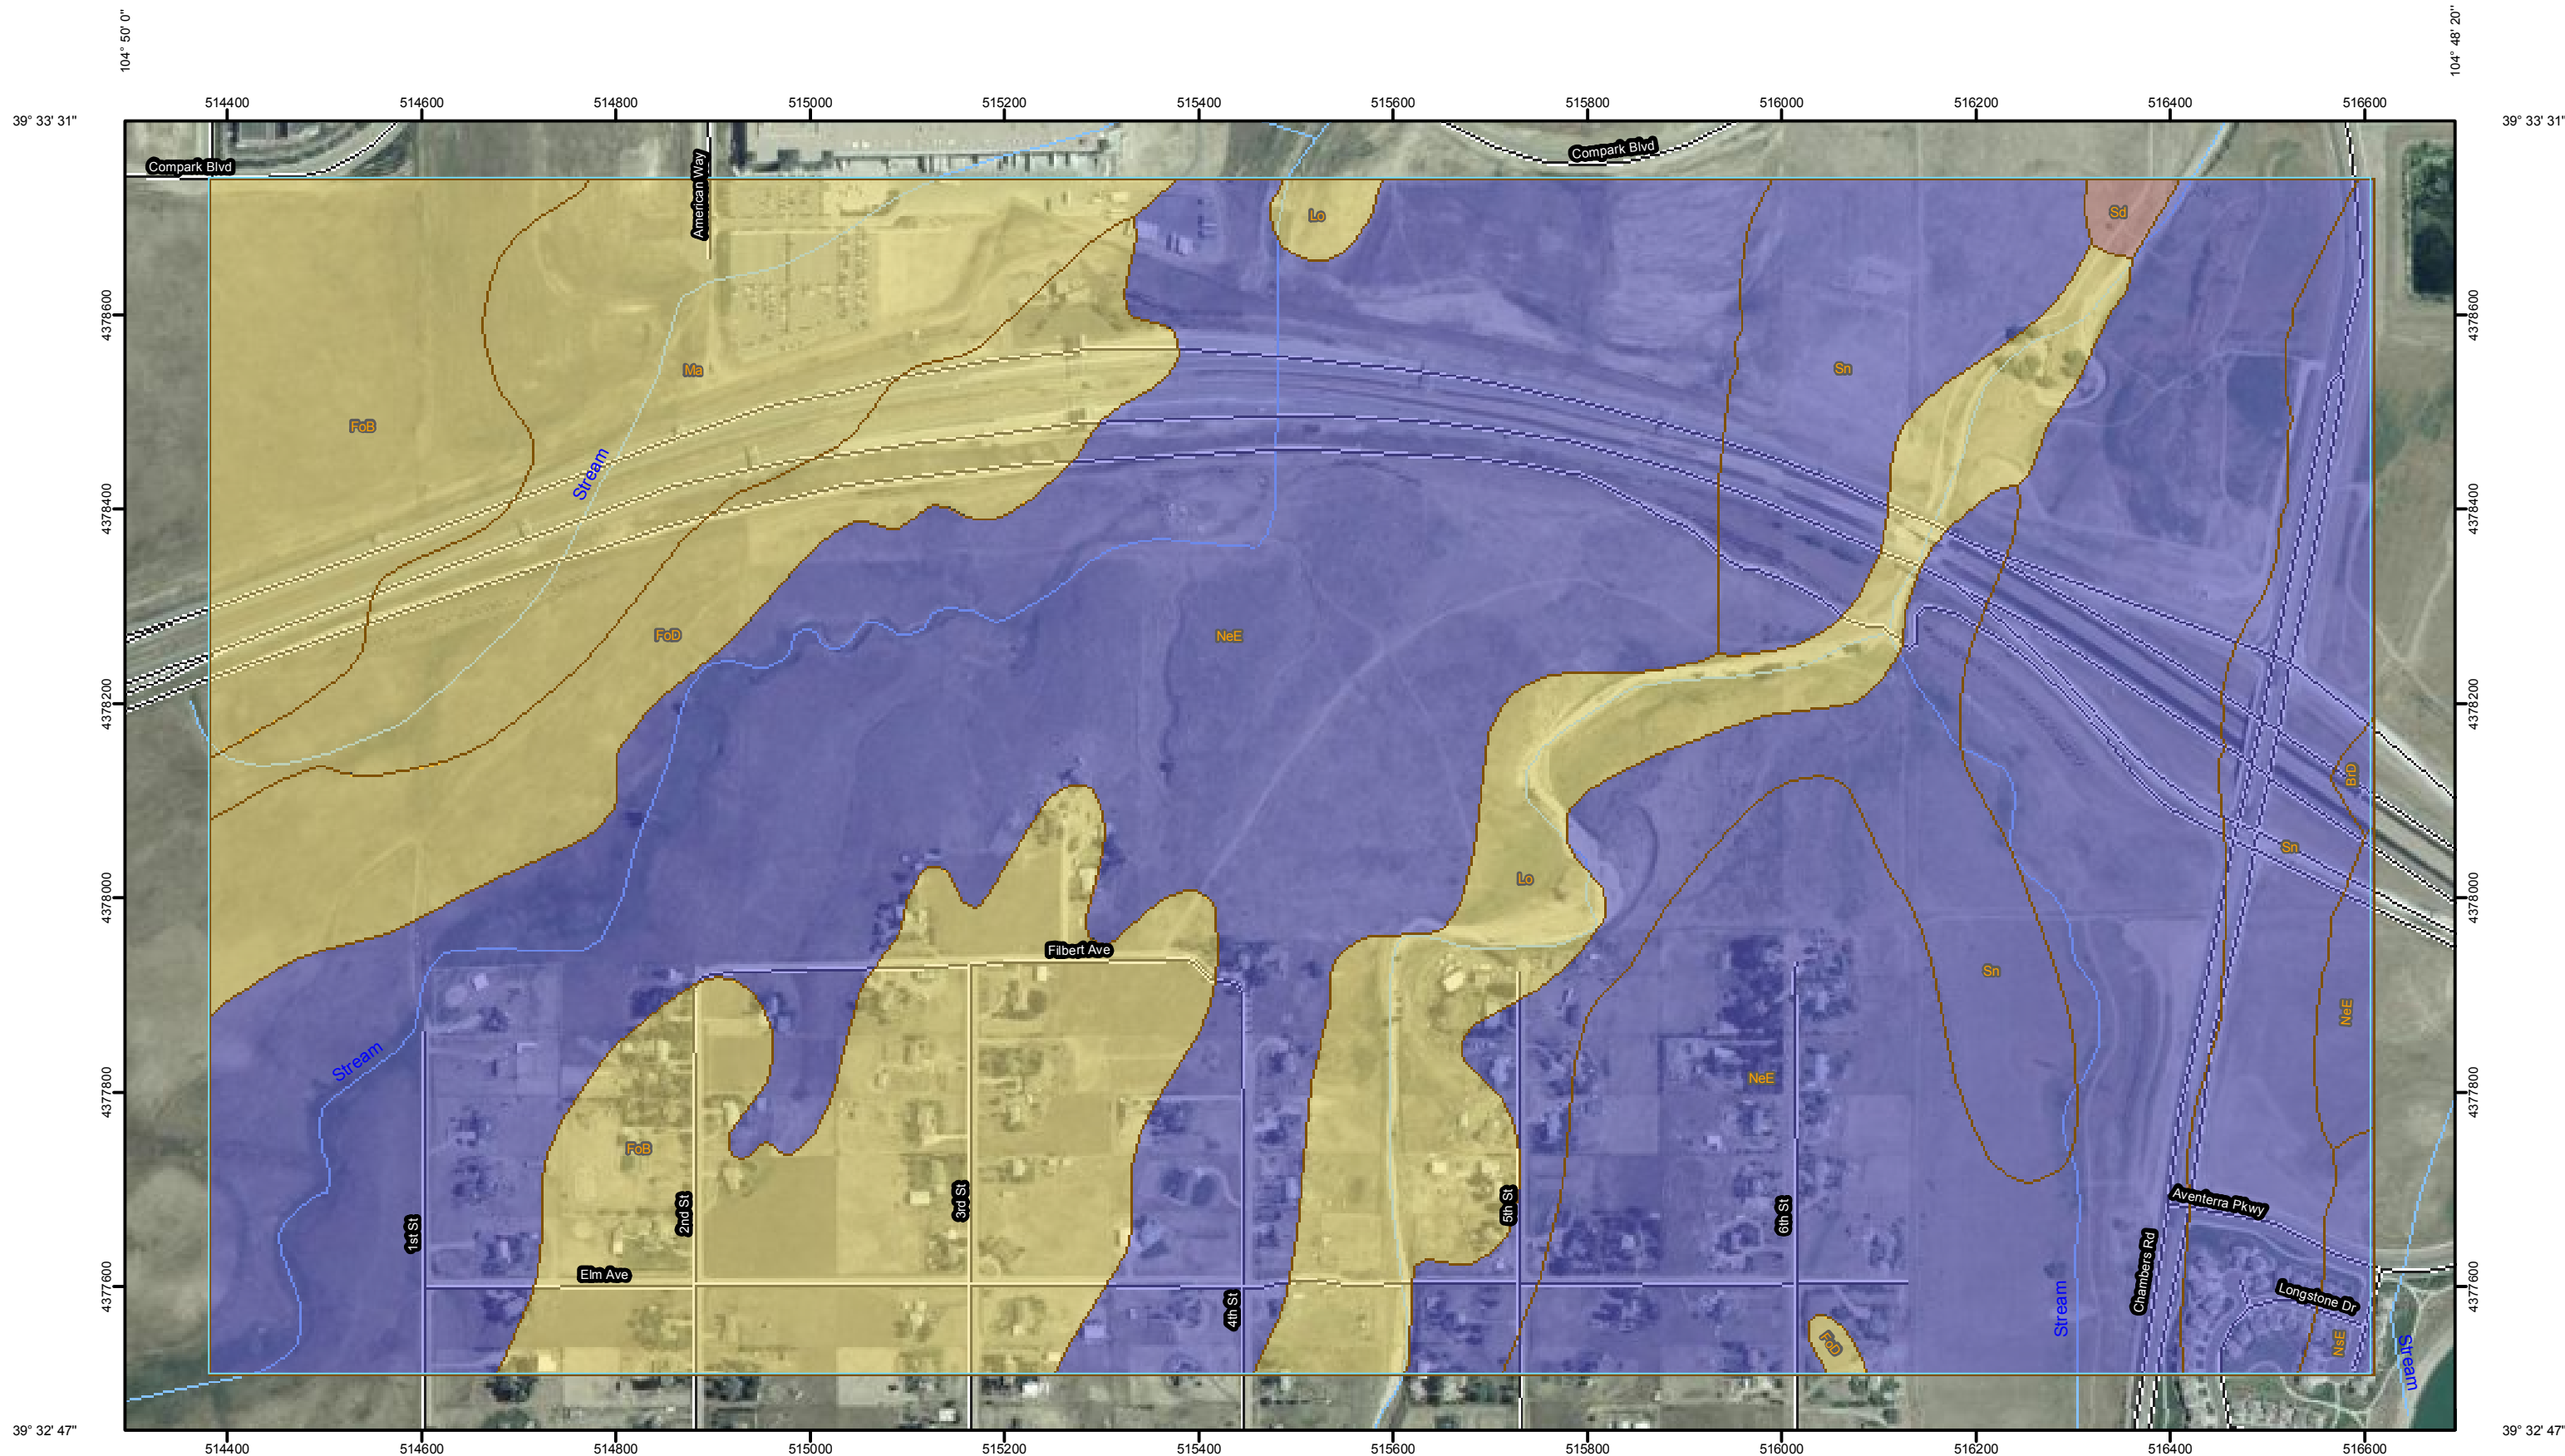 104° 50' 0"
104° 48' 20"
514400 514600 514800 515000 515200 515400 515600 515800 516000 516200 516400 516600
39° 33' 31"
39° 33' 31"
Compark Blvd
American Way
Compark Blvd
Lo
Sd
4378600
4378600
Ma
Sn
FoB
Stream
4378400
4378400
FoD
NeE
4378200
4378200
BrD
Sn
Lo
4378000
4378000
Filbert Ave
Sn
NeE
Stream
NeE
4377800
4377800
FoB
1st St
2nd St
3rd St
4th St
5th St
6th St
Aventerra Pkwy
Chambers Rd
Elm Ave
4377600
4377600
Stream
Longstone Dr
FoD
NsE
Stream
39° 32' 47"
39° 32' 47"
514400 514600 514800 515000 515200 515400 515600 515800 516000 516200 516400 516600